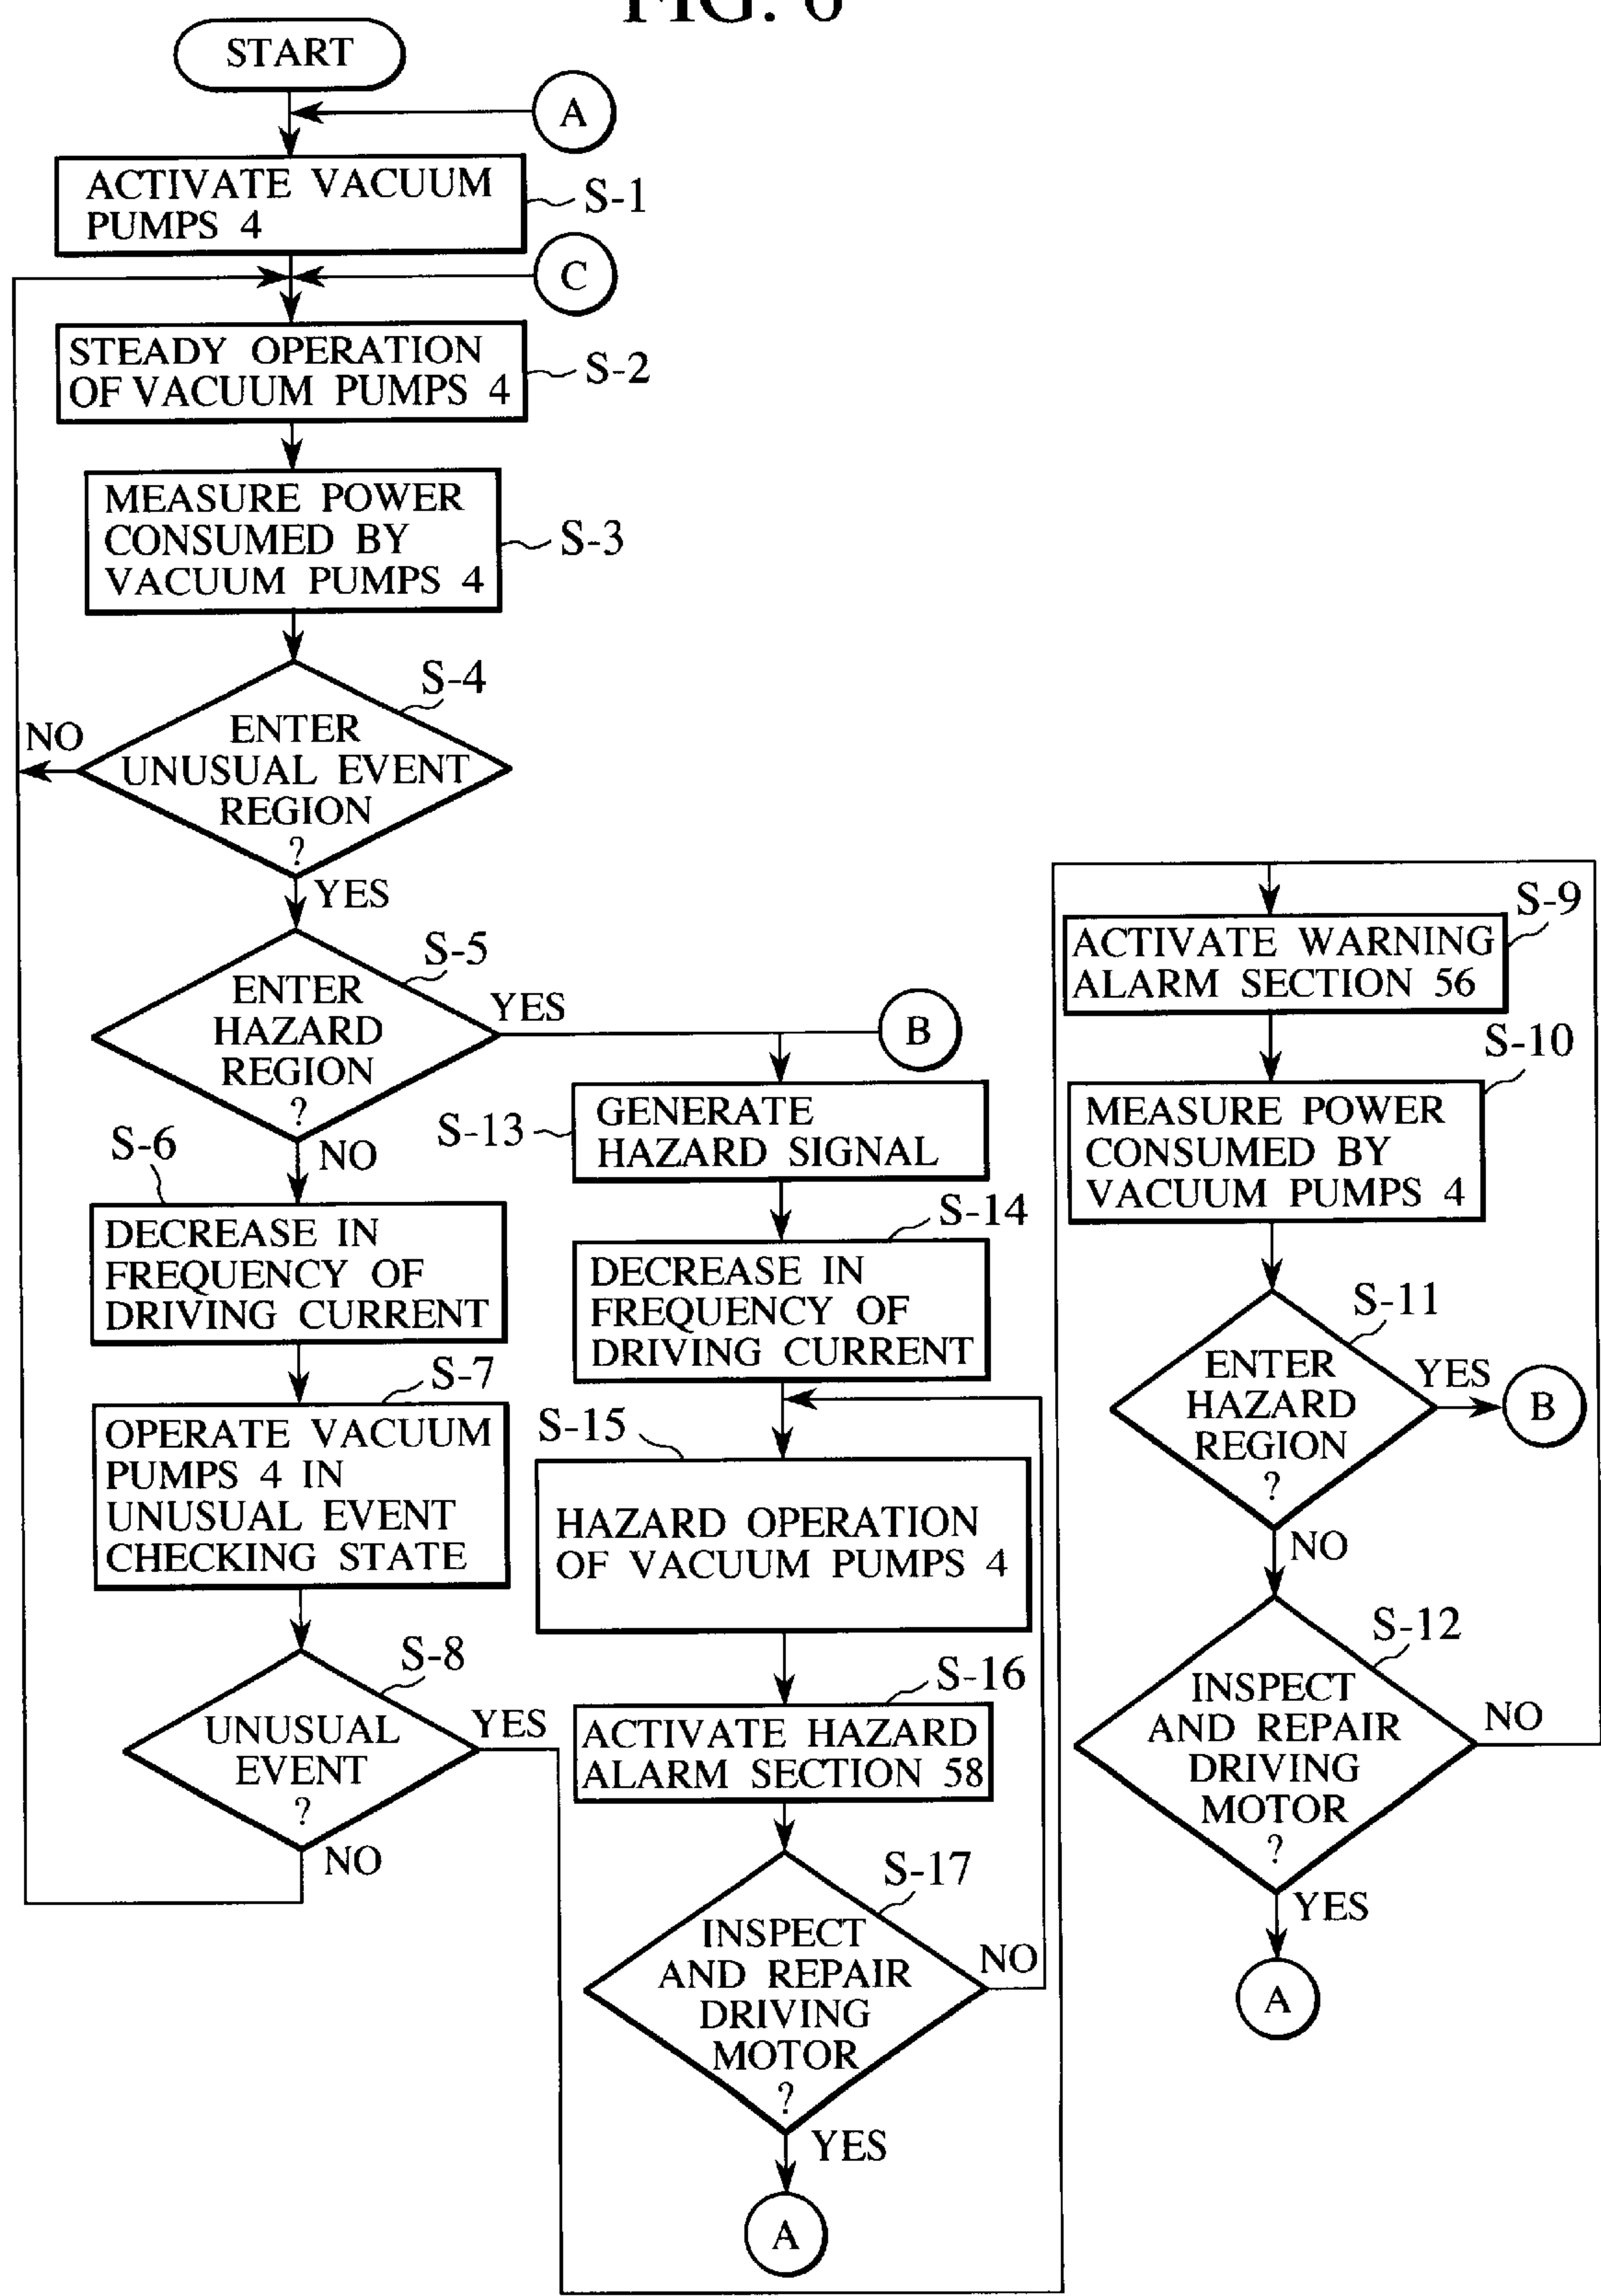 FIG. 6
START
A
ACTIVATE VACUUM
PUMPS 4
S-1
C
STEADY OPERATION
OF VACUUM PUMPS 4
S-2
MEASURE POWER
CONSUMED BY
VACUUM PUMPS 4
S-3
S-4
ENTER
UNUSUAL EVENT
REGION
?
NO
YES
S-5
ENTER
HAZARD
REGION
?
YES
B
NO
S-6
DECREASE IN
FREQUENCY OF
DRIVING CURRENT
S-7
OPERATE VACUUM
PUMPS 4 IN
UNUSUAL EVENT
CHECKING STATE
S-8
UNUSUAL
EVENT
?
YES
NO
S-13
GENERATE
HAZARD SIGNAL
S-14
DECREASE IN
FREQUENCY OF
DRIVING CURRENT
S-15
HAZARD OPERATION
OF VACUUM PUMPS 4
S-16
ACTIVATE HAZARD
ALARM SECTION 58
S-17
INSPECT
AND REPAIR
DRIVING
MOTOR
?
NO
YES
A
S-9
ACTIVATE WARNING
ALARM SECTION 56
S-10
MEASURE POWER
CONSUMED BY
VACUUM PUMPS 4
S-11
ENTER
HAZARD
REGION
?
YES
B
NO
S-12
INSPECT
AND REPAIR
DRIVING
MOTOR
?
NO
YES
A